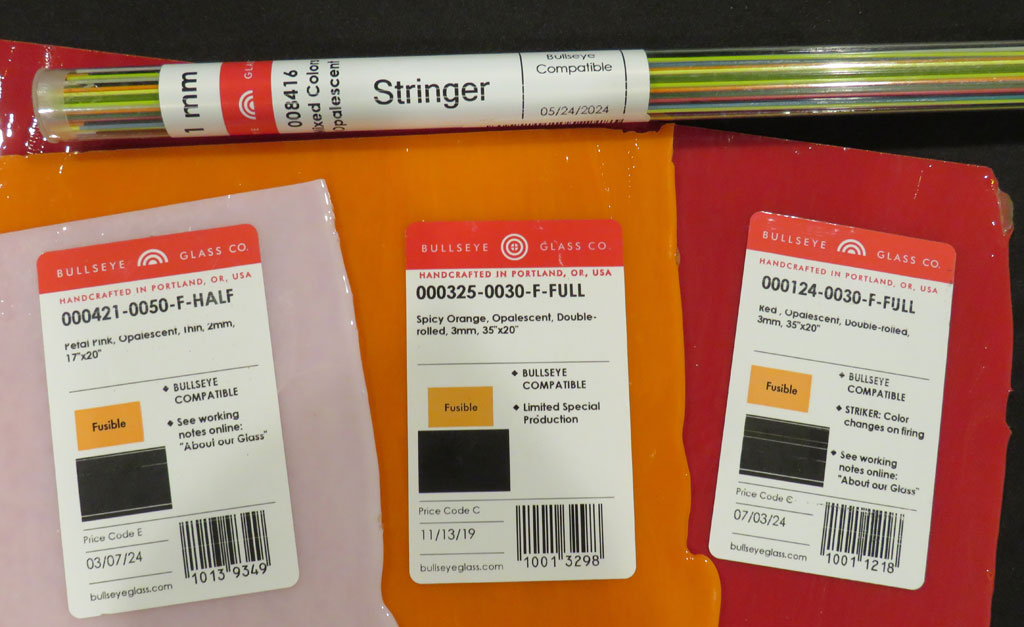 1 mm
008416
Mixed Colors
Opalescent
Stringer
Bullseye
Compatible
05/24/2024
BULLSEYE GLASS CO.
HANDCRAFTED IN PORTLAND, OR, USA
000421-0050-F-HALF
Petal Pink, Opalescent, Thin, 2mm,
17"x20"
Fusible
◆ BULLSEYE
COMPATIBLE
◆ See working
notes online:
"About our Glass"
Price Code E
03/07/24
bullseyeglass.com
1013 9349
BULLSEYE GLASS CO.
HANDCRAFTED IN PORTLAND, OR, USA
000325-0030-F-FULL
Spicy Orange, Opalescent, Double-
rolled, 3mm, 35"x20"
Fusible
◆ BULLSEYE
COMPATIBLE
◆ Limited Special
Production
Price Code C
11/13/19
bullseyeglass.com
1001 3298
BULLSEYE GLASS CO.
HANDCRAFTED IN PORTLAND, OR, USA
000124-0030-F-FULL
Red , Opalescent, Double-rolled,
3mm, 35"x20"
Fusible
◆ BULLSEYE
COMPATIBLE
◆ STRIKER: Color
changes on firing
◆ See working
notes online:
"About our Glass"
Price Code C
07/03/24
bullseyeglass.com
1001 1218